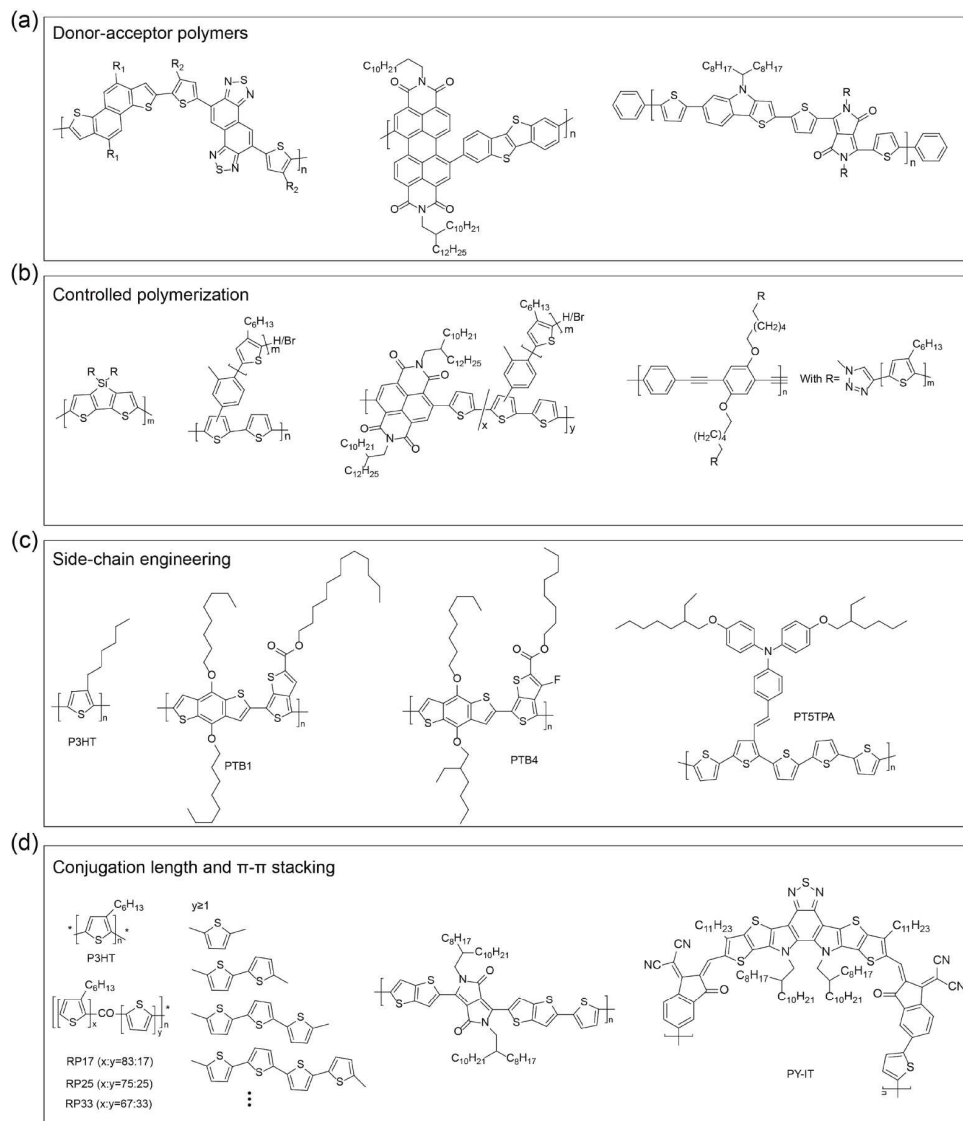 (a)
Donor-acceptor polymers
R1
R2
N S N
S
S
S
R1
N S N
S
R2
n
C10H21
O N O
n
S
S
O N O
C10H21
C12H25
C8H17 C8H17
N
S
S
S
R
N
O
O
N
R
S
n
(b)
Controlled polymerization
R R
Si
S S
m
C6H13
H/Br
S m
S
S
n
C10H21
C12H25
O N O
O N O
C10H21
C12H25
C6H13
H/Br
S m
S
x
S
S
y
R
(CH2)4
O
n
O
(H2C)4
R
With R=
N
N=N
C6H13
S
m
(c)
Side-chain engineering
S
n
P3HT
O
O
O
S
S
O
S
S
n
PTB1
O
O
O
F
S
S
O
S
S
n
PTB4
O
N
O
S
S
S
S
S
n
PT5TPA
(d)
Conjugation length and π-π stacking
C6H13
* S n *
P3HT
C6H13
S x CO S y n *
RP17 (x:y=83:17)
RP25 (x:y=75:25)
RP33 (x:y=67:33)
y≥1
S
S
S
S
S
S
S
S
S
S
C8H17
C10H21
N O
S
S
S
S
S
n
O N
C10H21 C8H17
S
N N
C11H23 S S C11H23
CN
NC
S N N S
C8H17 C8H17
O
C10H21 C10H21
O
CN
CN
S
n
PY-IT